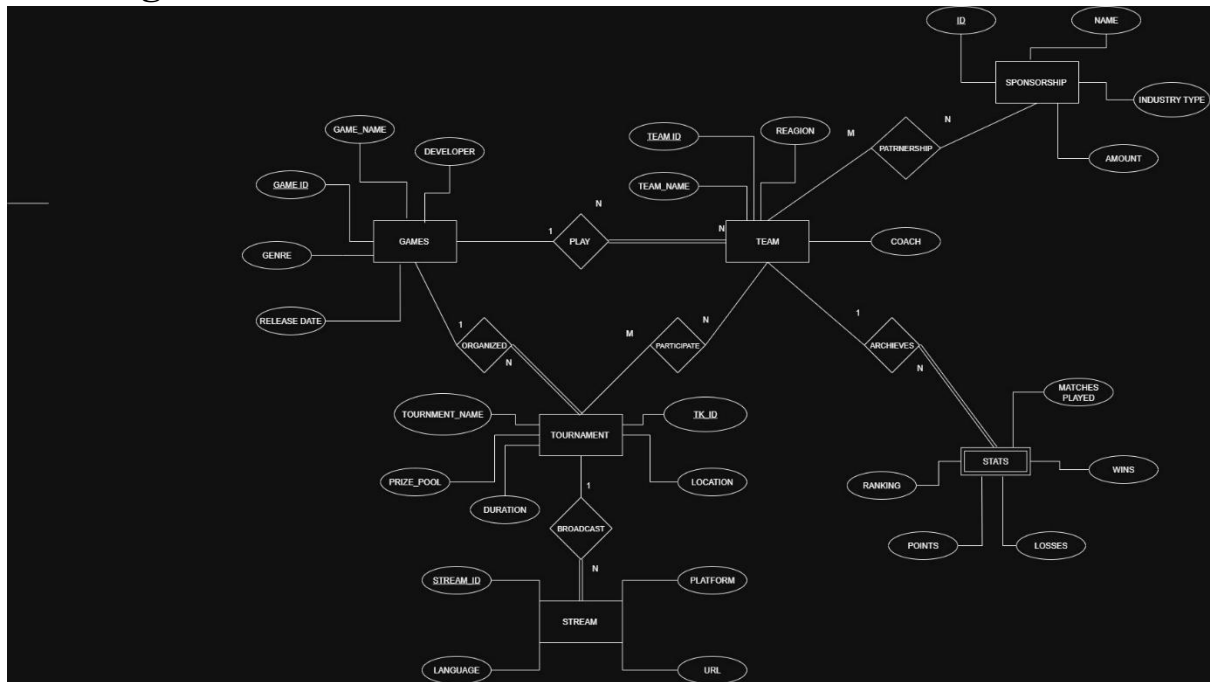 ID
NAME
SPONSORSHIP
INDUSTRY TYPE
AMOUNT
GAME_NAME
DEVELOPER
GAME ID
GENRE
RELEASE DATE
GAMES
TEAM ID
REAGION
TEAM_NAME
TEAM
COACH
M
N
PATRNERSHIP
1
N
PLAY
N
1
ORGANIZED
N
M
N
PARTICIPATE
1
ARCHIEVES
N
TOURNMENT_NAME
TK_ID
TOURNAMENT
PRIZE_POOL
DURATION
LOCATION
1
BROADCAST
N
MATCHES
PLAYED
STATS
WINS
RANKING
POINTS
LOSSES
STREAM_ID
PLATFORM
STREAM
LANGUAGE
URL